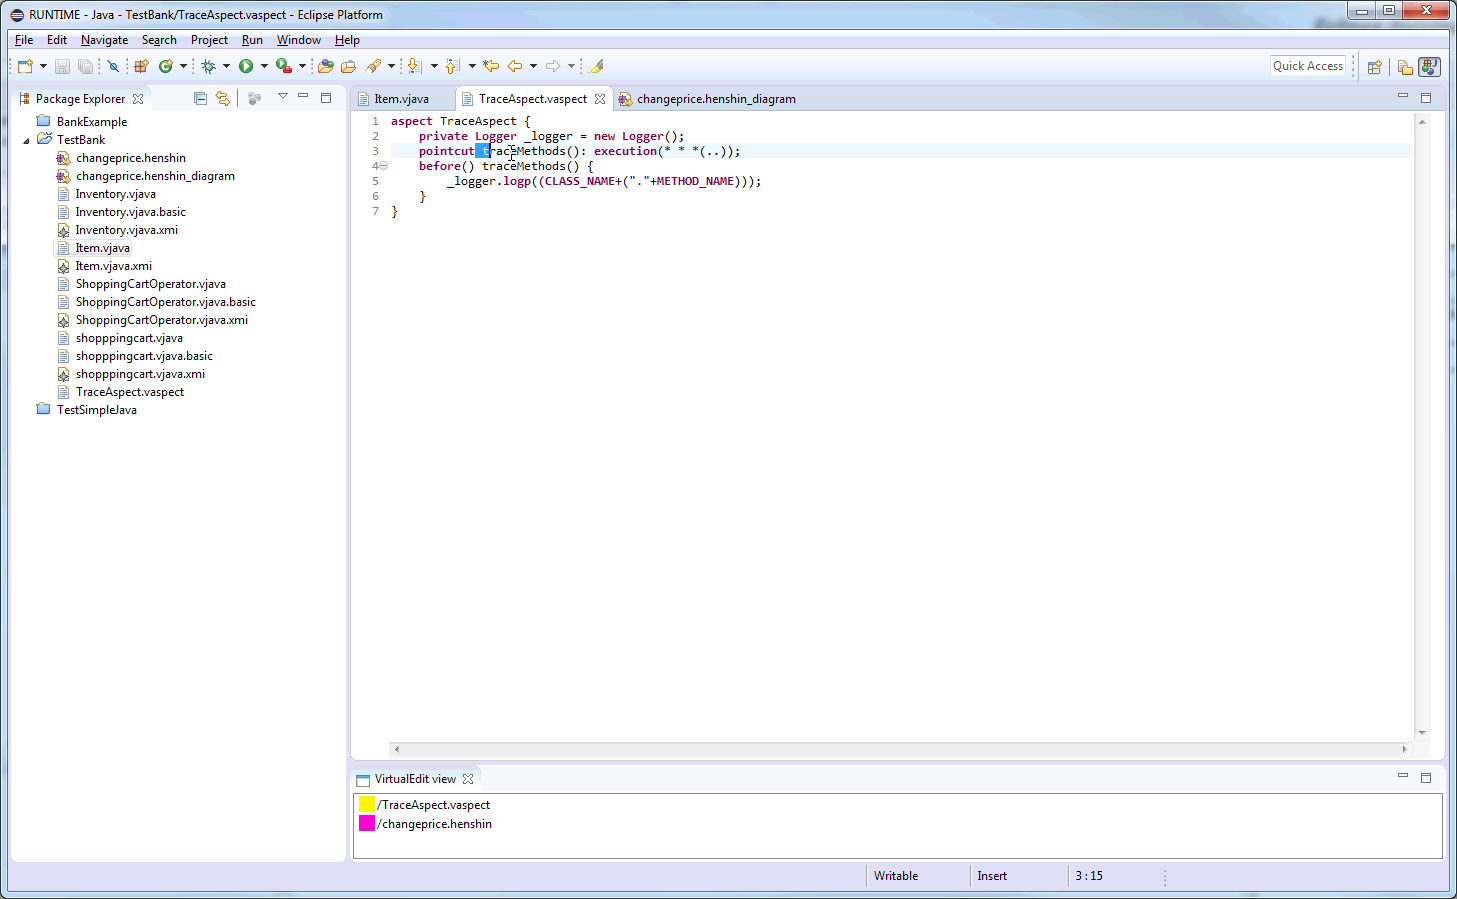 RUNTIME - Java - TestBank/TraceAspect.vaspect - Eclipse Platform
File Edit Navigate Search Project Run Window Help
Quick Access
Package Explorer
BankExample
TestBank
changeprice.henshin
changeprice.henshin_diagram
Inventory.vjava
Inventory.vjava.basic
Inventory.vjava.xmi
Item.vjava
Item.vjava.xmi
ShoppingCartOperator.vjava
ShoppingCartOperator.vjava.basic
ShoppingCartOperator.vjava.xmi
shopppingcart.vjava
shopppingcart.vjava.basic
shopppingcart.vjava.xmi
TraceAspect.vaspect
TestSimpleJava
Item.vjava TraceAspect.vaspect changeprice.henshin_diagram
1 aspect TraceAspect {
2 private Logger _logger = new Logger();
3 pointcut traceMethods(): execution(* * *(..));
4 before() traceMethods() {
5 _logger.logp((CLASS_NAME+("."+METHOD_NAME)));
6 }
7 }
VirtualEdit view
/TraceAspect.vaspect
/changeprice.henshin
Writable Insert 3 : 15